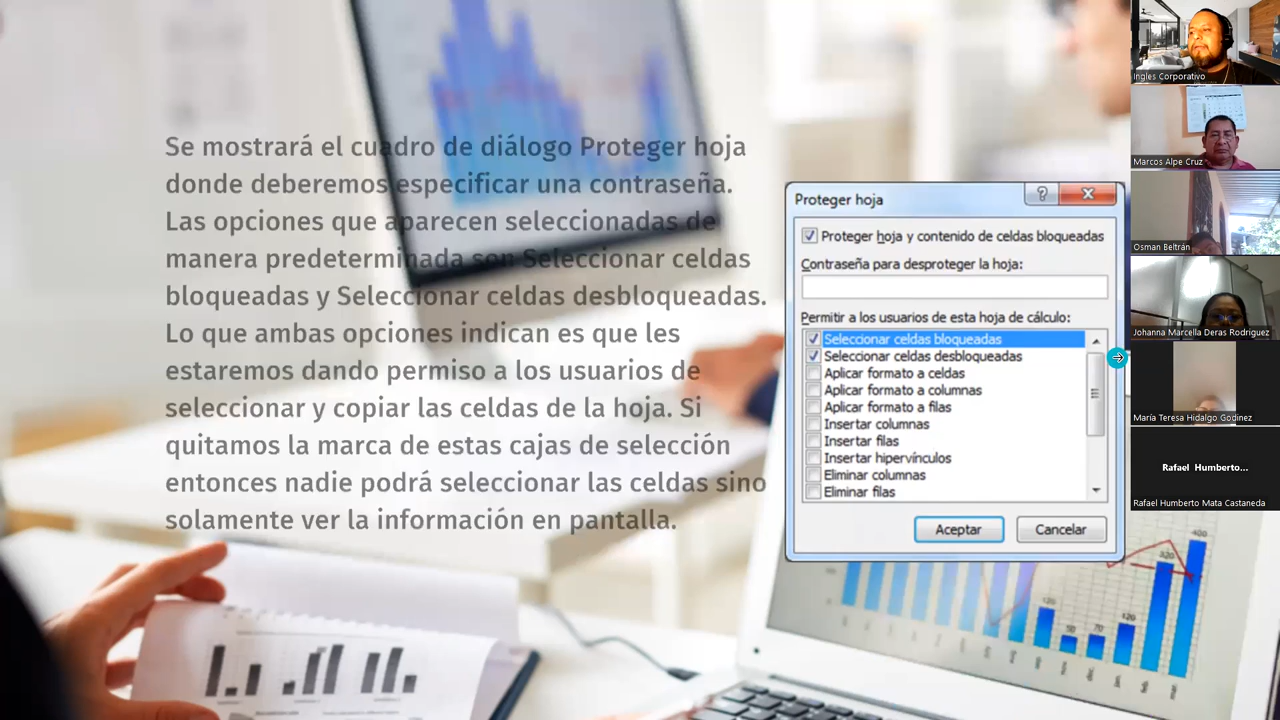 Se mostrará el cuadro de diálogo Proteger hoja
donde deberemos especificar una contraseña.
Las opciones que aparecen seleccionadas de
manera predeterminada son Seleccionar celdas
bloqueadas y Seleccionar celdas desbloqueadas.
Lo que ambas opciones indican es que les
estaremos dando permiso a los usuarios de
seleccionar y copiar las celdas de la hoja. Si
quitamos la marca de estas cajas de selección
entonces nadie podrá seleccionar las celdas sino
solamente ver la información en pantalla.
Proteger hoja
Proteger hoja y contenido de celdas bloqueadas
Contraseña para desproteger la hoja:
Permitir a los usuarios de esta hoja de cálculo:
Seleccionar celdas bloqueadas
Seleccionar celdas desbloqueadas
Aplicar formato a celdas
Aplicar formato a columnas
Aplicar formato a filas
Insertar columnas
Insertar filas
Insertar hipervínculos
Eliminar columnas
Eliminar filas
Aceptar
Cancelar
Ingles Corporativo
Marcos Alpe Cruz
Osman Beltrán
Johanna Marcella Deras Rodriguez
María Teresa Hidalgo Godinez
Rafael Humberto...
Rafael Humberto Mata Castaneda
400
320
120
50
70
120